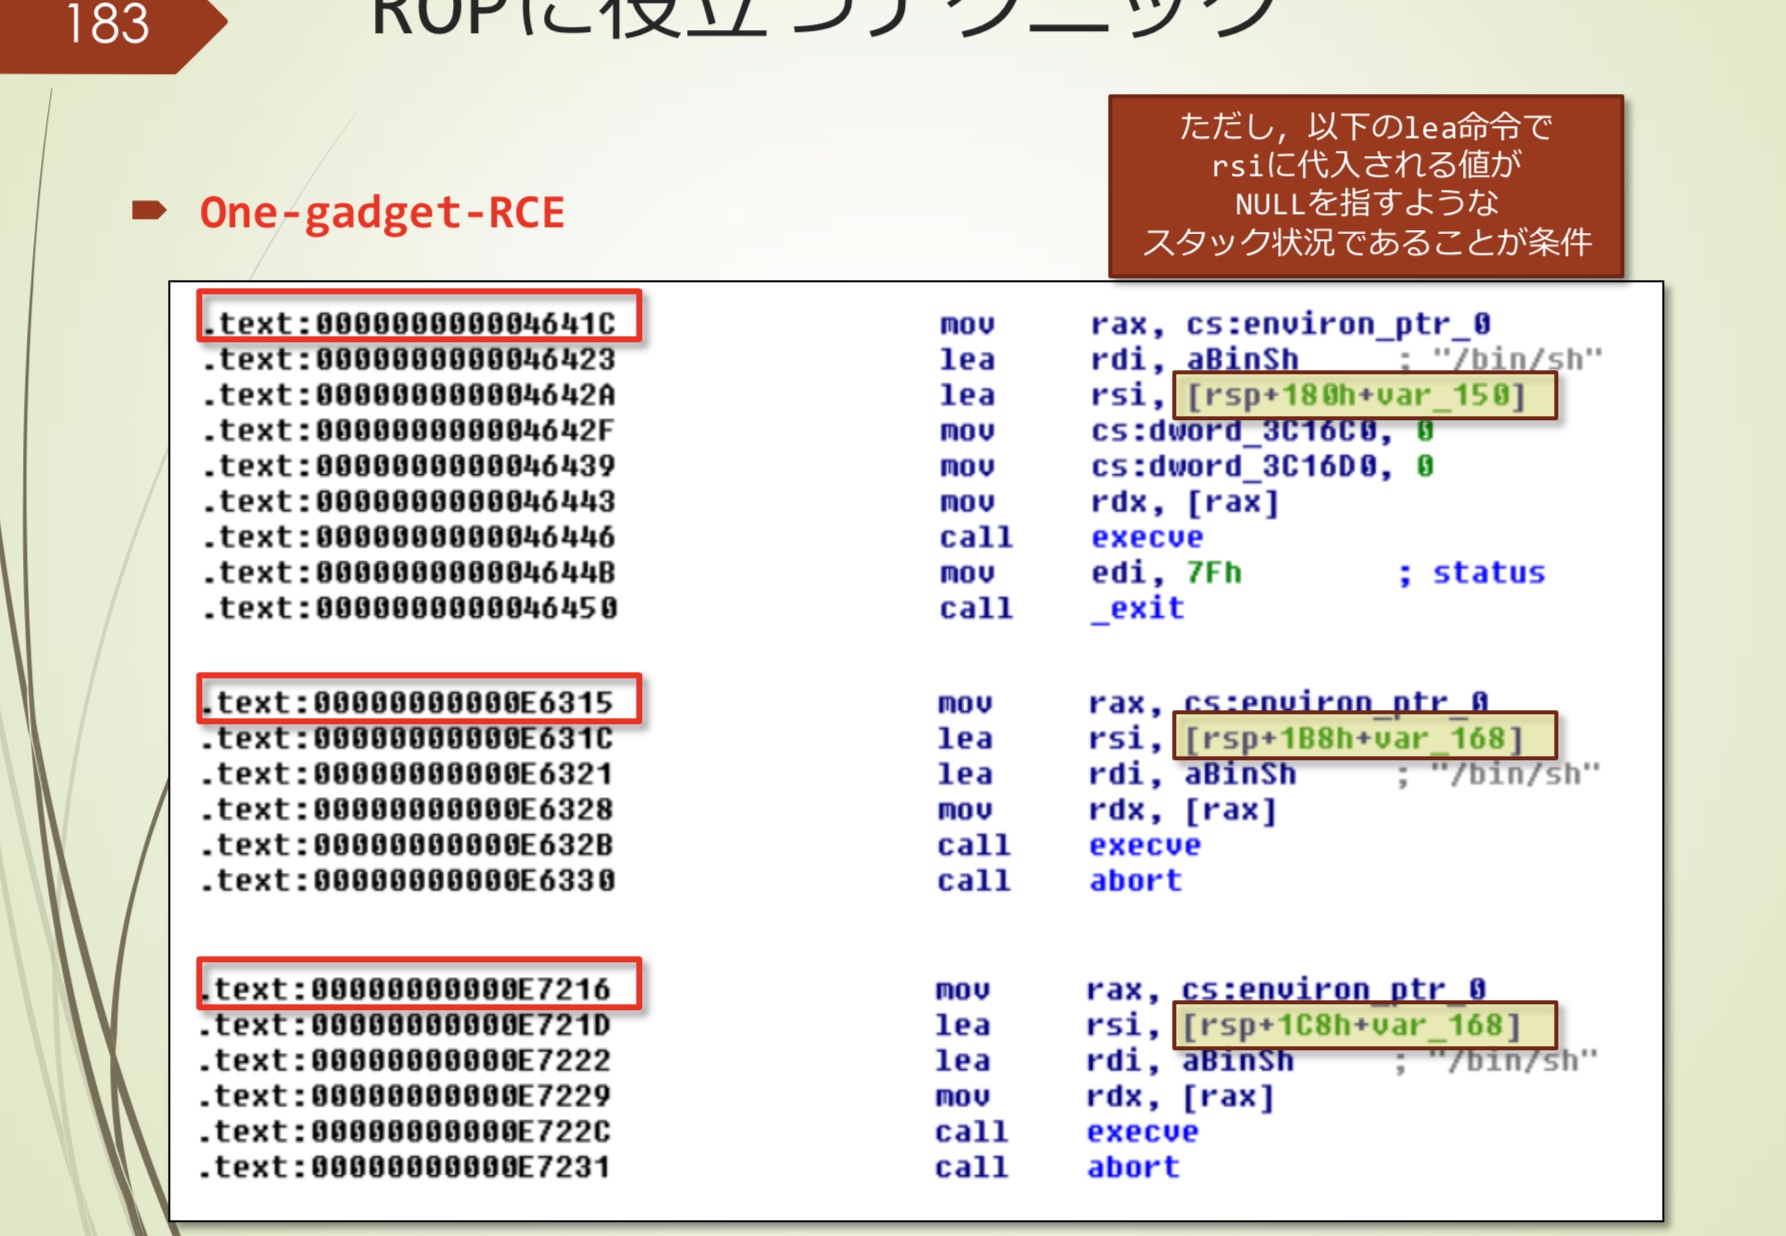 183
ROPに役立つテクニック
ただし, 以下のlea命令で
rsiに代入される値が
NULLを指すような
スタック状況であることが条件
One-gadget-RCE
.text:000000000004641C mov rax, cs:environ_ptr_0
.text:0000000000046423 lea rdi, aBinSh ; "/bin/sh"
.text:000000000004642A lea rsi, [rsp+180h+var_150]
.text:000000000004642F mov cs:dword_3C16C0, 0
.text:0000000000046439 mov cs:dword_3C16D0, 0
.text:0000000000046443 mov rdx, [rax]
.text:0000000000046446 call execve
.text:000000000004644B mov edi, 7Fh ; status
.text:0000000000046450 call _exit
.text:00000000000E6315 mov rax, cs:environ_ptr_0
.text:00000000000E631C lea rsi, [rsp+1B8h+var_168]
.text:00000000000E6321 lea rdi, aBinSh ; "/bin/sh"
.text:00000000000E6328 mov rdx, [rax]
.text:00000000000E632B call execve
.text:00000000000E6330 call abort
.text:00000000000E7216 mov rax, cs:environ_ptr_0
.text:00000000000E721D lea rsi, [rsp+1C8h+var_168]
.text:00000000000E7222 lea rdi, aBinSh ; "/bin/sh"
.text:00000000000E7229 mov rdx, [rax]
.text:00000000000E722C call execve
.text:00000000000E7231 call abort